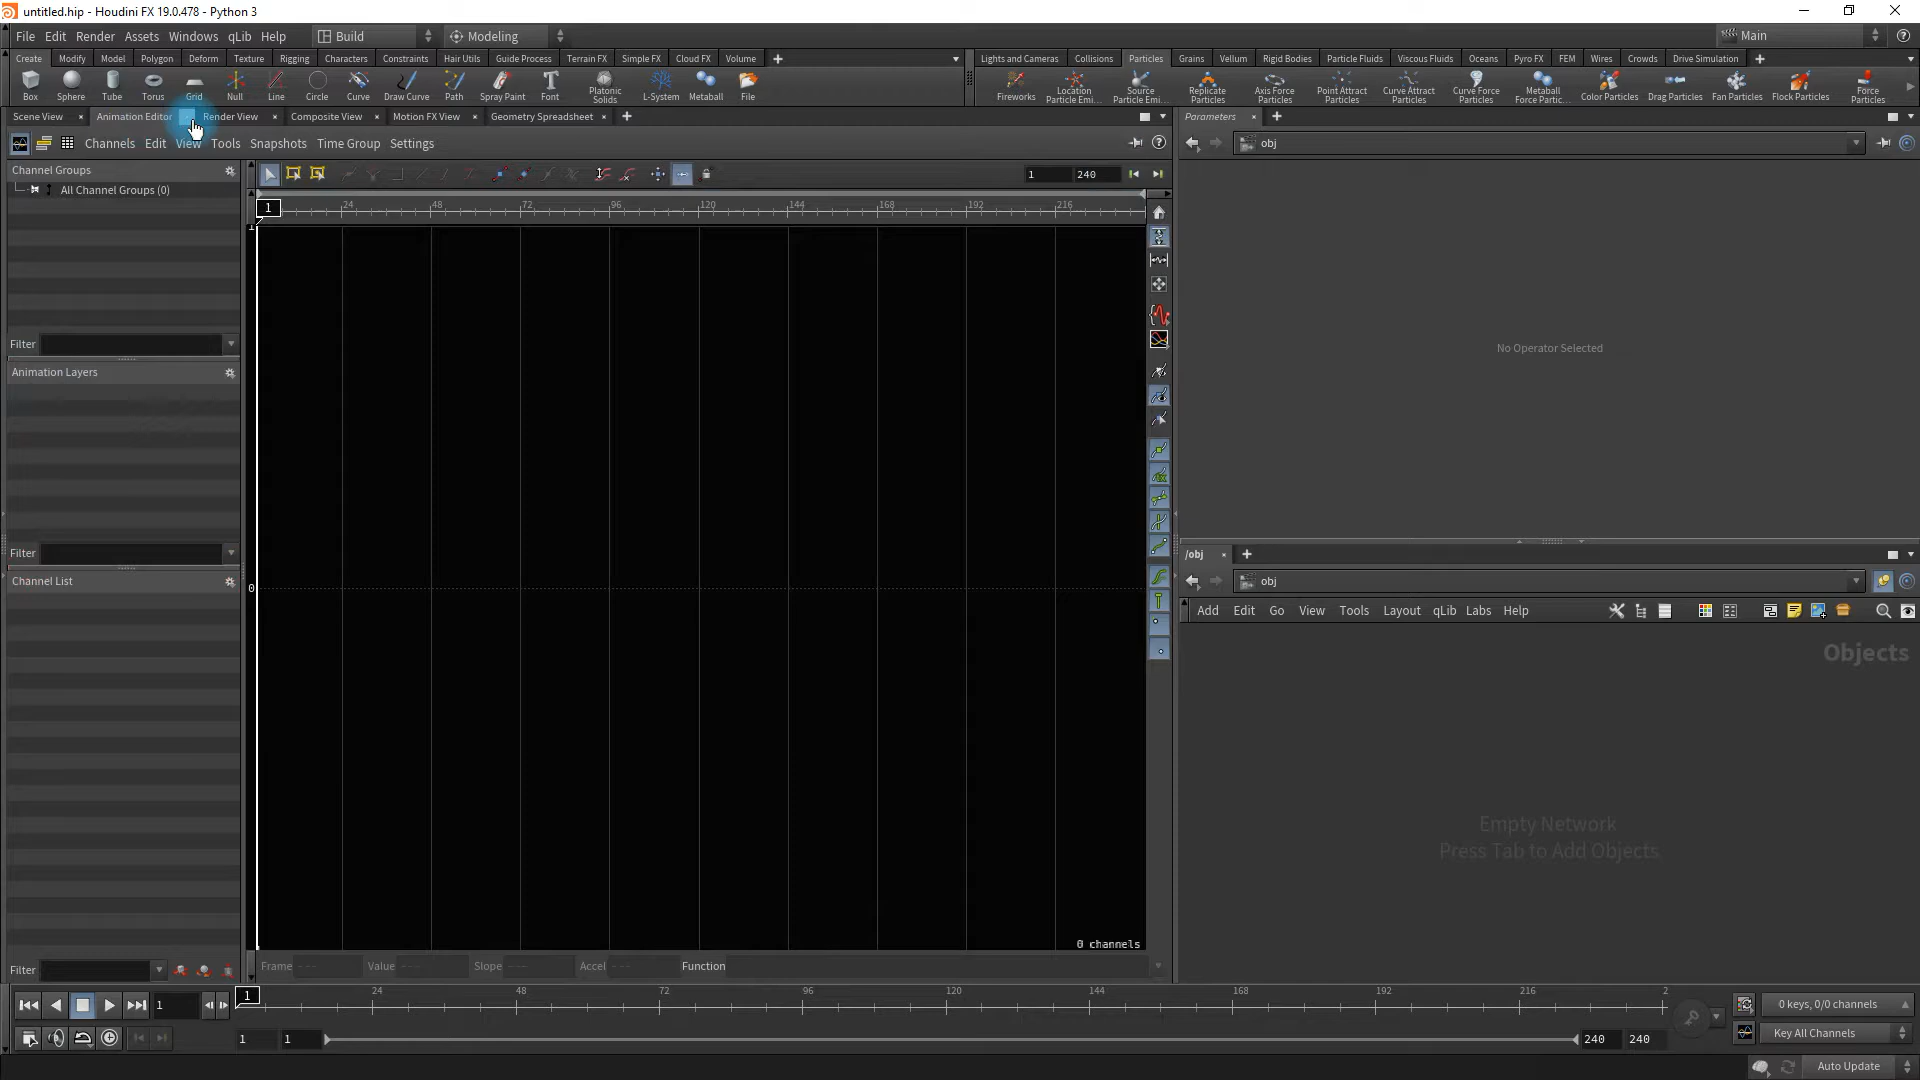 untitled.hip - Houdini FX 19.0.478 - Python 3
File Edit Render Assets Windows qLib Help Build Modeling Main
Create Modify Model Polygon Deform Texture Rigging Characters Constraints Hair Utils Guide Process Terrain FX Simple FX Cloud FX Volume
Lights and Cameras Collisions Particles Grains Vellum Rigid Bodies Particle Fluids Viscous Fluids Oceans Pyro FX FEM Wires Crowds Drive Simulation
Box Sphere Tube Torus Grid Null Line Circle Curve Draw Curve Path Spray Paint Font Platonic Solids L-System Metaball File
Fireworks Location Particle Emi... Source Particle Emi... Replicate Particles Axis Force Particles Point Attract Particles Curve Attract Particles Curve Force Particles Metaball Force Partic... Color Particles Drag Particles Fan Particles Flock Particles Force Particles
Scene View Animation Editor Render View Composite View Motion FX View Geometry Spreadsheet
Parameters
Channels Edit View Tools Snapshots Time Group Settings
obj
Channel Groups
1 240
All Channel Groups (0)
1 24 48 72 96 120 144 168 192 216
1
Filter
No Operator Selected
Animation Layers
Filter
/obj
Channel List
0
obj
Add Edit Go View Tools Layout qLib Labs Help
Objects
Empty Network
Press Tab to Add Objects
0 channels
Filter
Frame --- Value --- Slope --- Accel --- Function
1
1 24 48 72 96 120 144 168 192 216 2
0 keys, 0/0 channels
1 1 240 240
Key All Channels
Auto Update